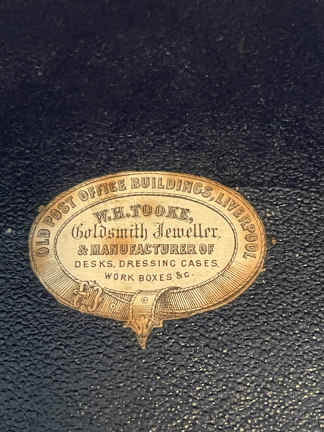 OLD POST OFFICE BUILDINGS, LIVERPOOL
W.H. TOOKE,
Goldsmith Jeweller,
& MANUFACTURER OF
DESKS, DRESSING CASES,
WORK BOXES &C.